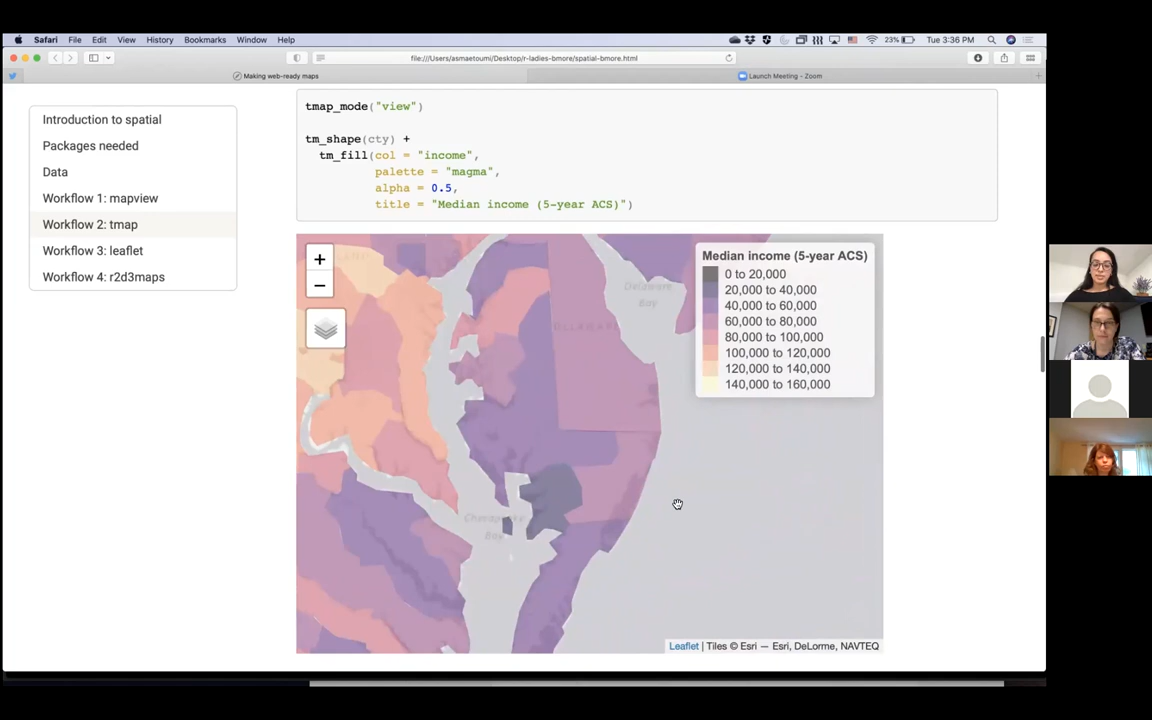 Safari File Edit View History Bookmarks Window Help
23% Tue 3:36 PM
file:///Users/asmaetoumi/Desktop/r-ladies-bmore/spatial-bmore.html
Making web-ready maps
Launch Meeting - Zoom
Introduction to spatial
Packages needed
Data
Workflow 1: mapview
Workflow 2: tmap
Workflow 3: leaflet
Workflow 4: r2d3maps
tmap_mode("view")
tm_shape(cty) +
tm_fill(col = "income",
palette = "magma",
alpha = 0.5,
title = "Median income (5-year ACS)")
+
−
Median income (5-year ACS)
0 to 20,000
20,000 to 40,000
40,000 to 60,000
60,000 to 80,000
80,000 to 100,000
100,000 to 120,000
120,000 to 140,000
140,000 to 160,000
Delaware
Bay
Chesapeake
Bay
Leaflet | Tiles © Esri — Esri, DeLorme, NAVTEQ